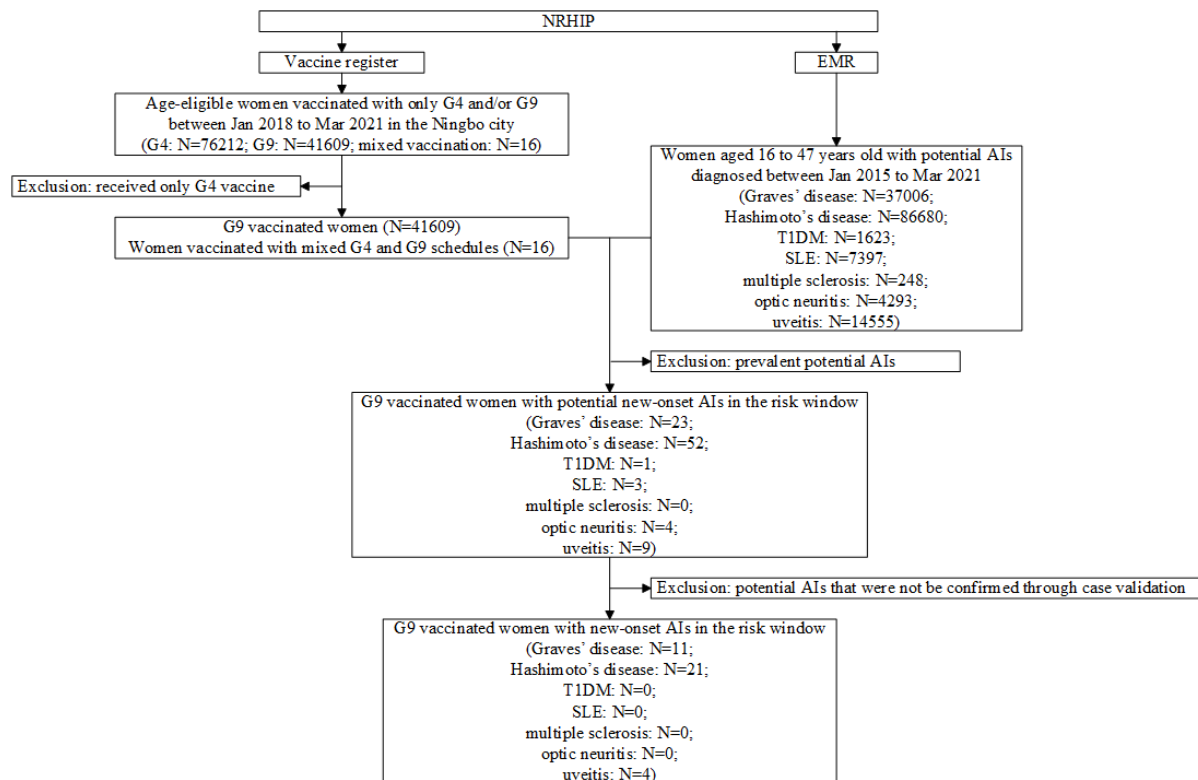 NRHIP
Vaccine register
EMR
Age-eligible women vaccinated with only G4 and/or G9
between Jan 2018 to Mar 2021 in the Ningbo city
(G4: N=76212; G9: N=41609; mixed vaccination: N=16)
Women aged 16 to 47 years old with potential AIs
diagnosed between Jan 2015 to Mar 2021
(Graves’ disease: N=37006;
Hashimoto’s disease: N=86680;
T1DM: N=1623;
SLE: N=7397;
multiple sclerosis: N=248;
optic neuritis: N=4293;
uveitis: N=14555)
Exclusion: received only G4 vaccine
G9 vaccinated women (N=41609)
Women vaccinated with mixed G4 and G9 schedules (N=16)
Exclusion: prevalent potential AIs
G9 vaccinated women with potential new-onset AIs in the risk window
(Graves’ disease: N=23;
Hashimoto’s disease: N=52;
T1DM: N=1;
SLE: N=3;
multiple sclerosis: N=0;
optic neuritis: N=4;
uveitis: N=9)
Exclusion: potential AIs that were not be confirmed through case validation
G9 vaccinated women with new-onset AIs in the risk window
(Graves’ disease: N=11;
Hashimoto’s disease: N=21;
T1DM: N=0;
SLE: N=0;
multiple sclerosis: N=0;
optic neuritis: N=0;
uveitis: N=4)